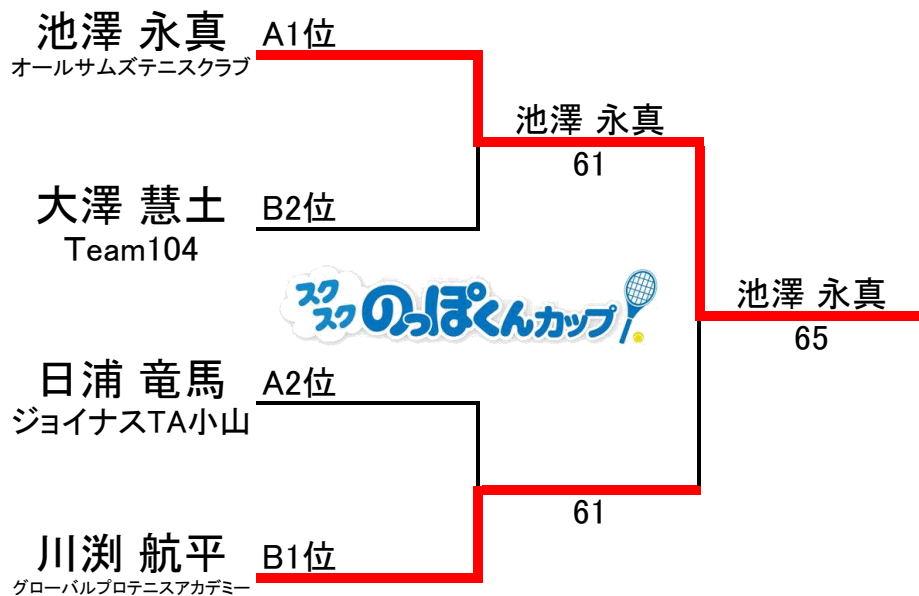 池澤 永真
オールサムズテニスクラブ
A1位
池澤 永真
61
大澤 慧土
Team104
B2位
スク
スク
のっぽくんカップ
池澤 永真
65
日浦 竜馬
ジョイナスTA小山
A2位
61
川渕 航平
グローバルプロテニスアカデミー
B1位